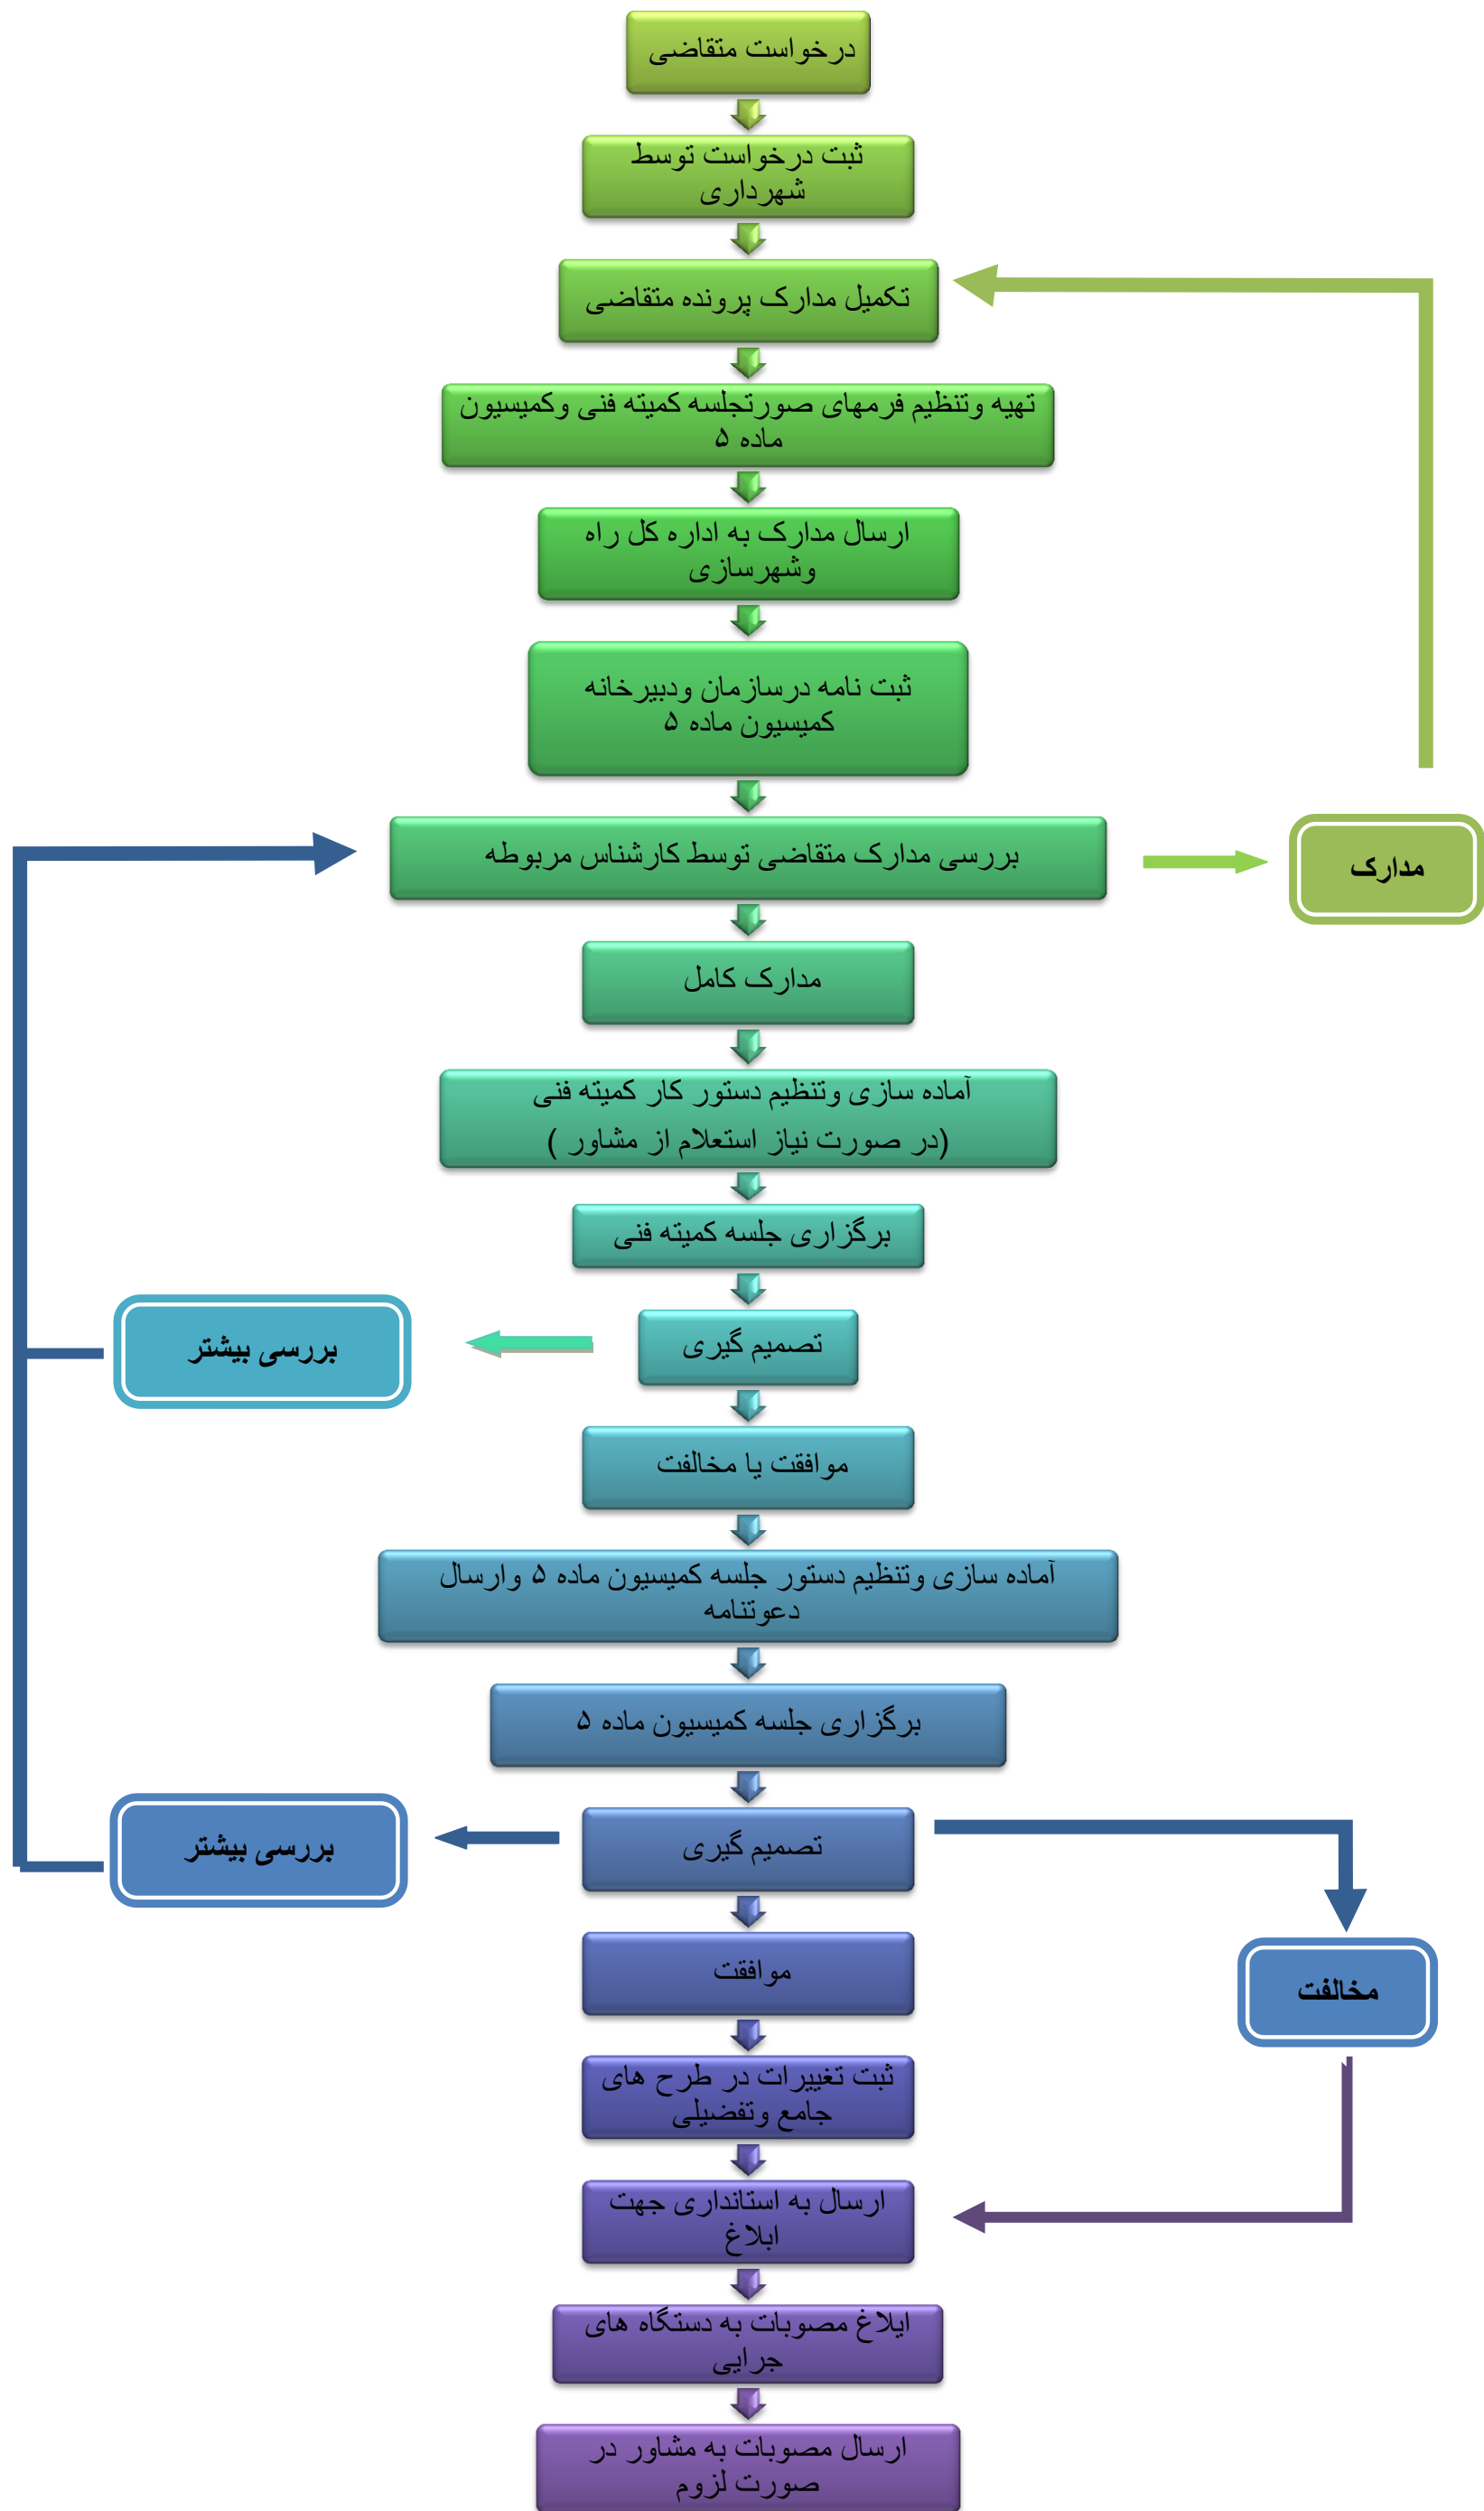 درخواست متقاضی
ثبت درخواست توسط
شهرداری
تکمیل مدارک پرونده متقاضی
تهیه وتنظیم فرمهای صورتجلسه کمیته فنی وکمیسیون
ماده ۵
ارسال مدارک به اداره کل راه
وشهرسازی
ثبت نامه درسازمان ودبیرخانه
کمیسیون ماده ۵
بررسی مدارک متقاضی توسط کارشناس مربوطه
مدارک
مدارک کامل
آماده سازی وتنظیم دستور کار کمیته فنی
(در صورت نیاز استعلام از مشاور )
برگزاری جلسه کمیته فنی
تصمیم گیری
بررسی بیشتر
موافقت یا مخالفت
آماده سازی وتنظیم دستور جلسه کمیسیون ماده ۵ وارسال
دعوتنامه
برگزاری جلسه کمیسیون ماده ۵
تصمیم گیری
بررسی بیشتر
موافقت
مخالفت
ثبت تغییرات در طرح های
جامع وتفضیلی
ارسال به استانداری جهت
ابلاغ
ایلاغ مصوبات به دستگاه های
جرایی
ارسال مصوبات به مشاور در
صورت لزوم